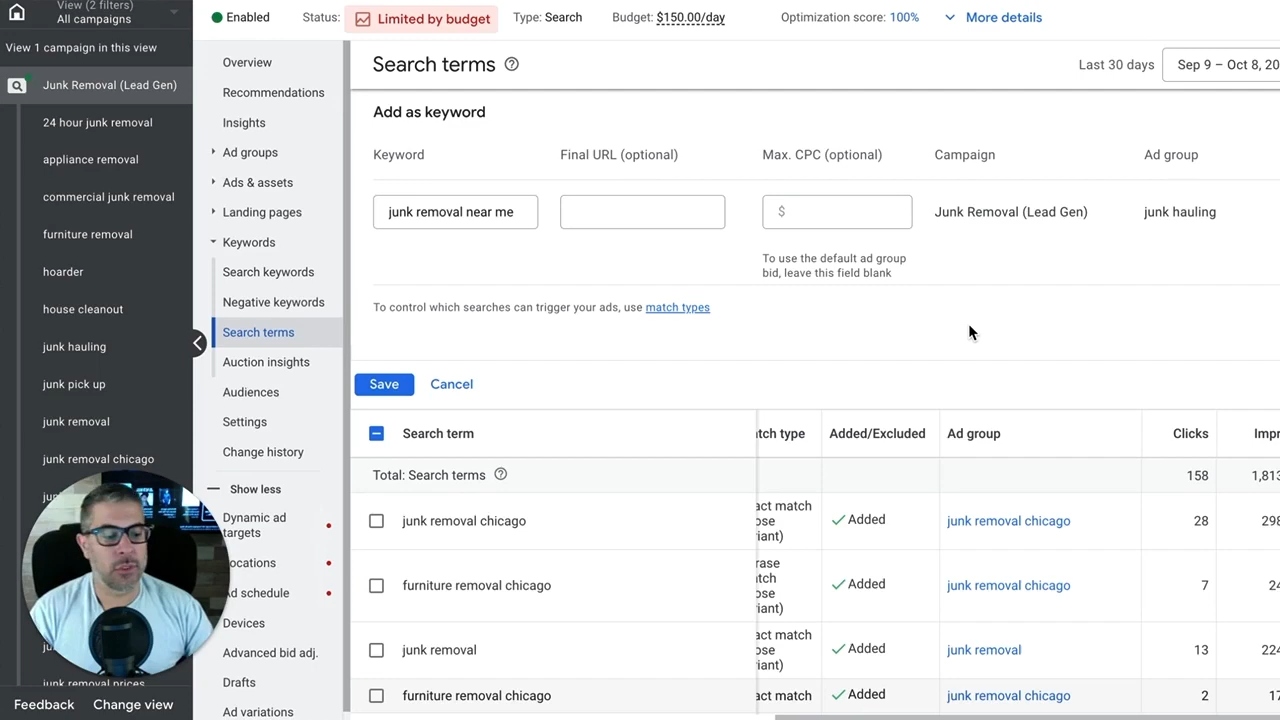 View (2 filters)
All campaigns
Enabled
Status:
Limited by budget
Type: Search
Budget: $150.00/day
Optimization score: 100%
More details
View 1 campaign in this view
Junk Removal (Lead Gen)
24 hour junk removal
appliance removal
commercial junk removal
furniture removal
hoarder
house cleanout
junk hauling
junk pick up
junk removal
junk removal chicago
junk removal prices
Feedback
Change view
Overview
Recommendations
Insights
Ad groups
Ads & assets
Landing pages
Keywords
Search keywords
Negative keywords
Search terms
Auction insights
Audiences
Settings
Change history
Show less
Dynamic ad
targets
ocations
d schedule
Devices
Advanced bid adj.
Drafts
Ad variations
Search terms
Last 30 days
Sep 9 – Oct 8, 20
Add as keyword
Keyword
Final URL (optional)
Max. CPC (optional)
Campaign
Ad group
junk removal near me
$
Junk Removal (Lead Gen)
junk hauling
To use the default ad group
bid, leave this field blank
To control which searches can trigger your ads, use match types
Save
Cancel
Search term
tch type
Added/Excluded
Ad group
Clicks
Impr
Total: Search terms
158
1,813
junk removal chicago
act match
ose
iant)
Added
junk removal chicago
28
298
furniture removal chicago
rase
tch
ose
iant)
Added
junk removal chicago
7
24
junk removal
act match
ose
iant)
Added
junk removal
13
224
furniture removal chicago
act match
Added
junk removal chicago
2
17